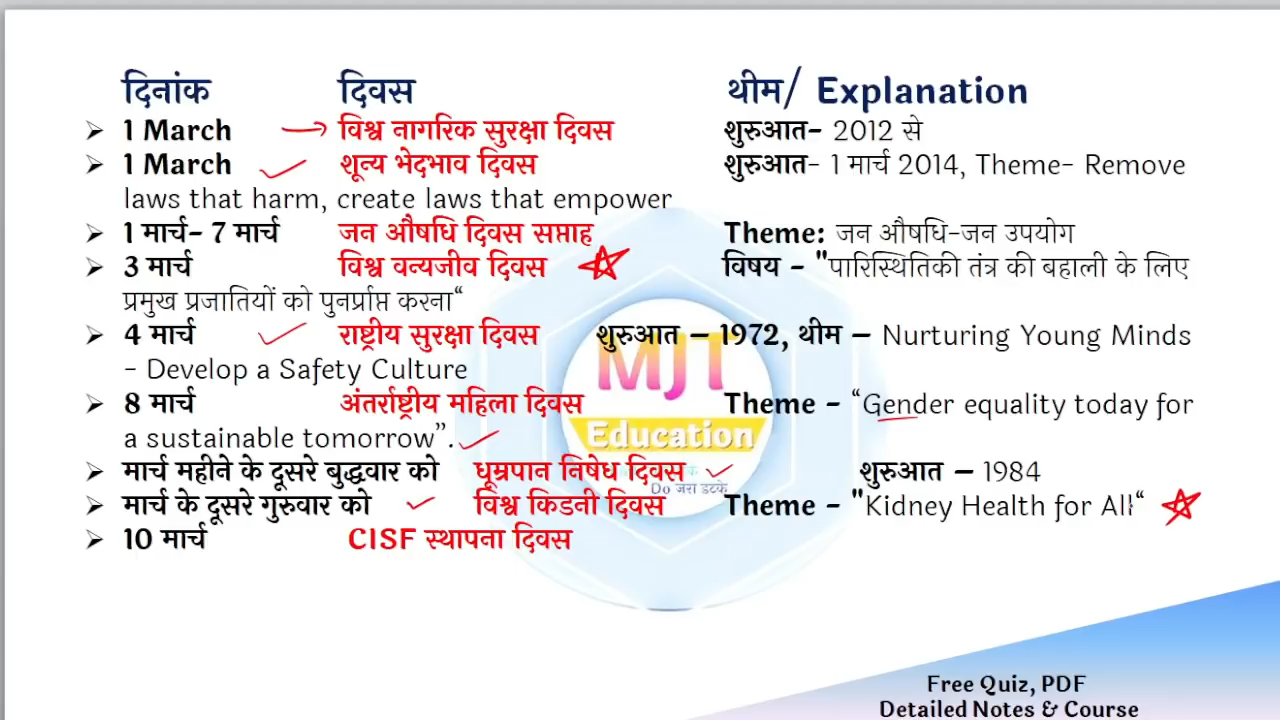 दिनांक दिवस थीम/ Explanation
➢ 1 March विश्व नागरिक सुरक्षा दिवस शुरुआत- 2012 से
➢ 1 March शून्य भेदभाव दिवस शुरुआत- 1 मार्च 2014, Theme- Remove
laws that harm, create laws that empower
➢ 1 मार्च- 7 मार्च जन औषधि दिवस सप्ताह Theme: जन औषधि-जन उपयोग
➢ 3 मार्च विश्व वन्यजीव दिवस विषय - "पारिस्थितिकी तंत्र की बहाली के लिए
प्रमुख प्रजातियों को पुनर्प्राप्त करना“
➢ 4 मार्च राष्ट्रीय सुरक्षा दिवस शुरुआत – 1972, थीम – Nurturing Young Minds
- Develop a Safety Culture
➢ 8 मार्च अंतर्राष्ट्रीय महिला दिवस Theme - “Gender equality today for
a sustainable tomorrow”.
➢ मार्च महीने के दूसरे बुद्धवार को धूम्रपान निषेध दिवस शुरुआत – 1984
➢ मार्च के दूसरे गुरुवार को विश्व किडनी दिवस Theme - "Kidney Health for All“
➢ 10 मार्च CISF स्थापना दिवस
MJT
Education
Do जरा डटके
Free Quiz, PDF
Detailed Notes & Course